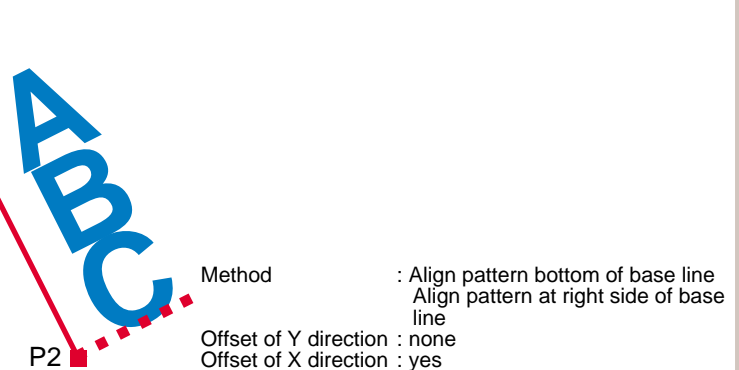 A
B
C
Method : Align pattern bottom of base line
Align pattern at right side of base
line
Offset of Y direction : none
P2
Offset of X direction : yes